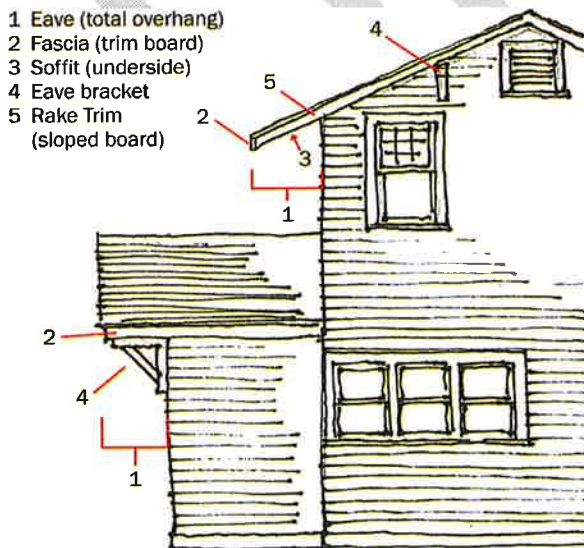 1 Eave (total overhang)
2 Fascia (trim board)
3 Soffit (underside)
4 Eave bracket
5 Rake Trim
(sloped board)
4
5
2
3
1
2
4
1